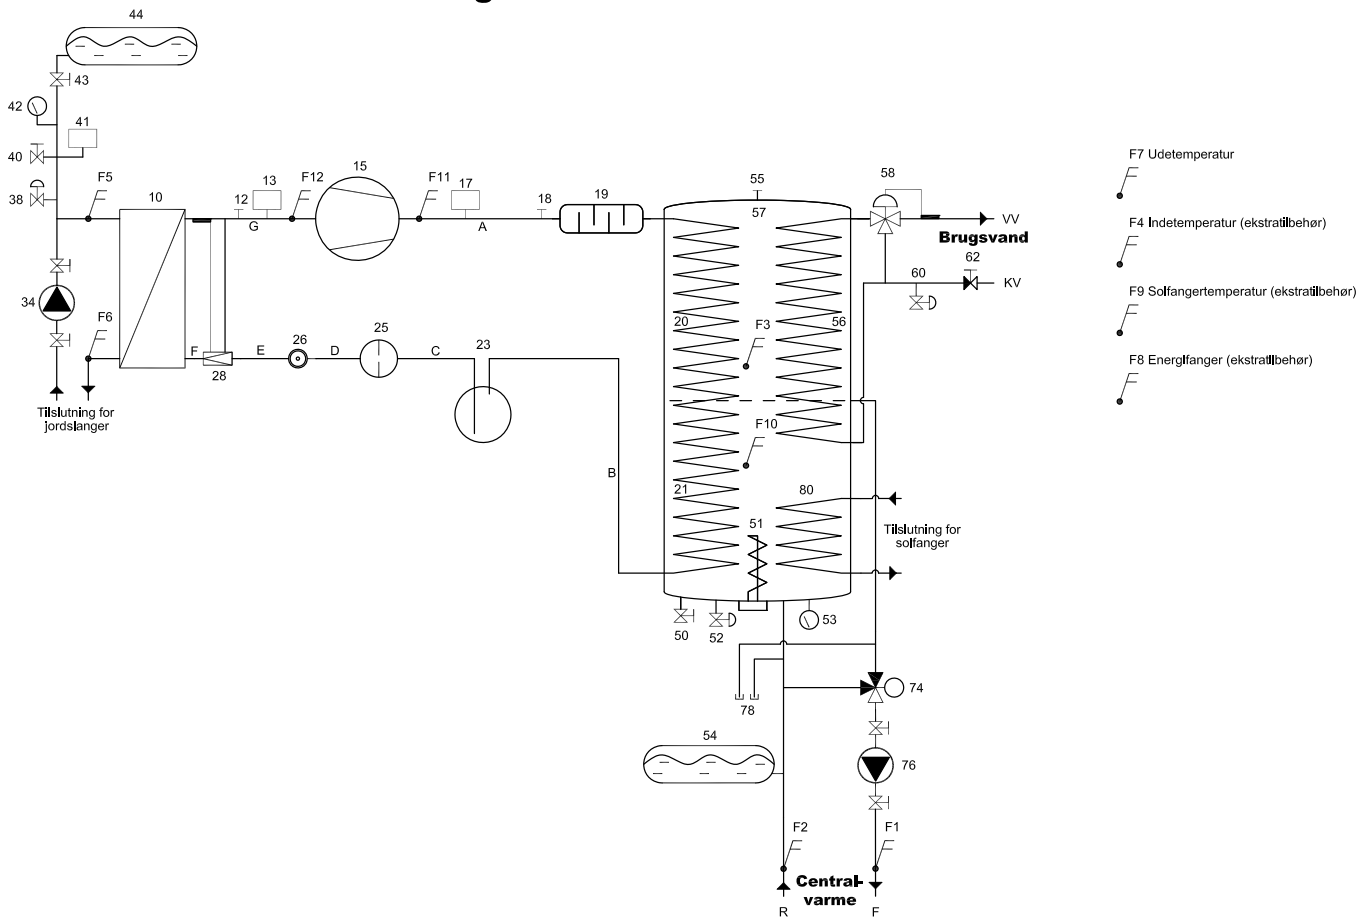 44
43
42
41
40
38
F5
10
12
13
F12
15
F11
17
18
19
55
57
58
G
A
VV
Brugsvand
62
60
KV
34
F6
F
28
E
26
D
25
C
23
20
F3
56
Tilslutning for
jordslanger
B
F10
21
80
51
Tilslutning for
solfanger
50
52
53
74
78
54
76
F2
F1
Central-
varme
R
F
F7 Udetemperatur
F4 Indetemperatur (ekstratilbehør)
F9 Solfangertemperatur (ekstratilbehør)
F8 Energifanger (ekstratilbehør)